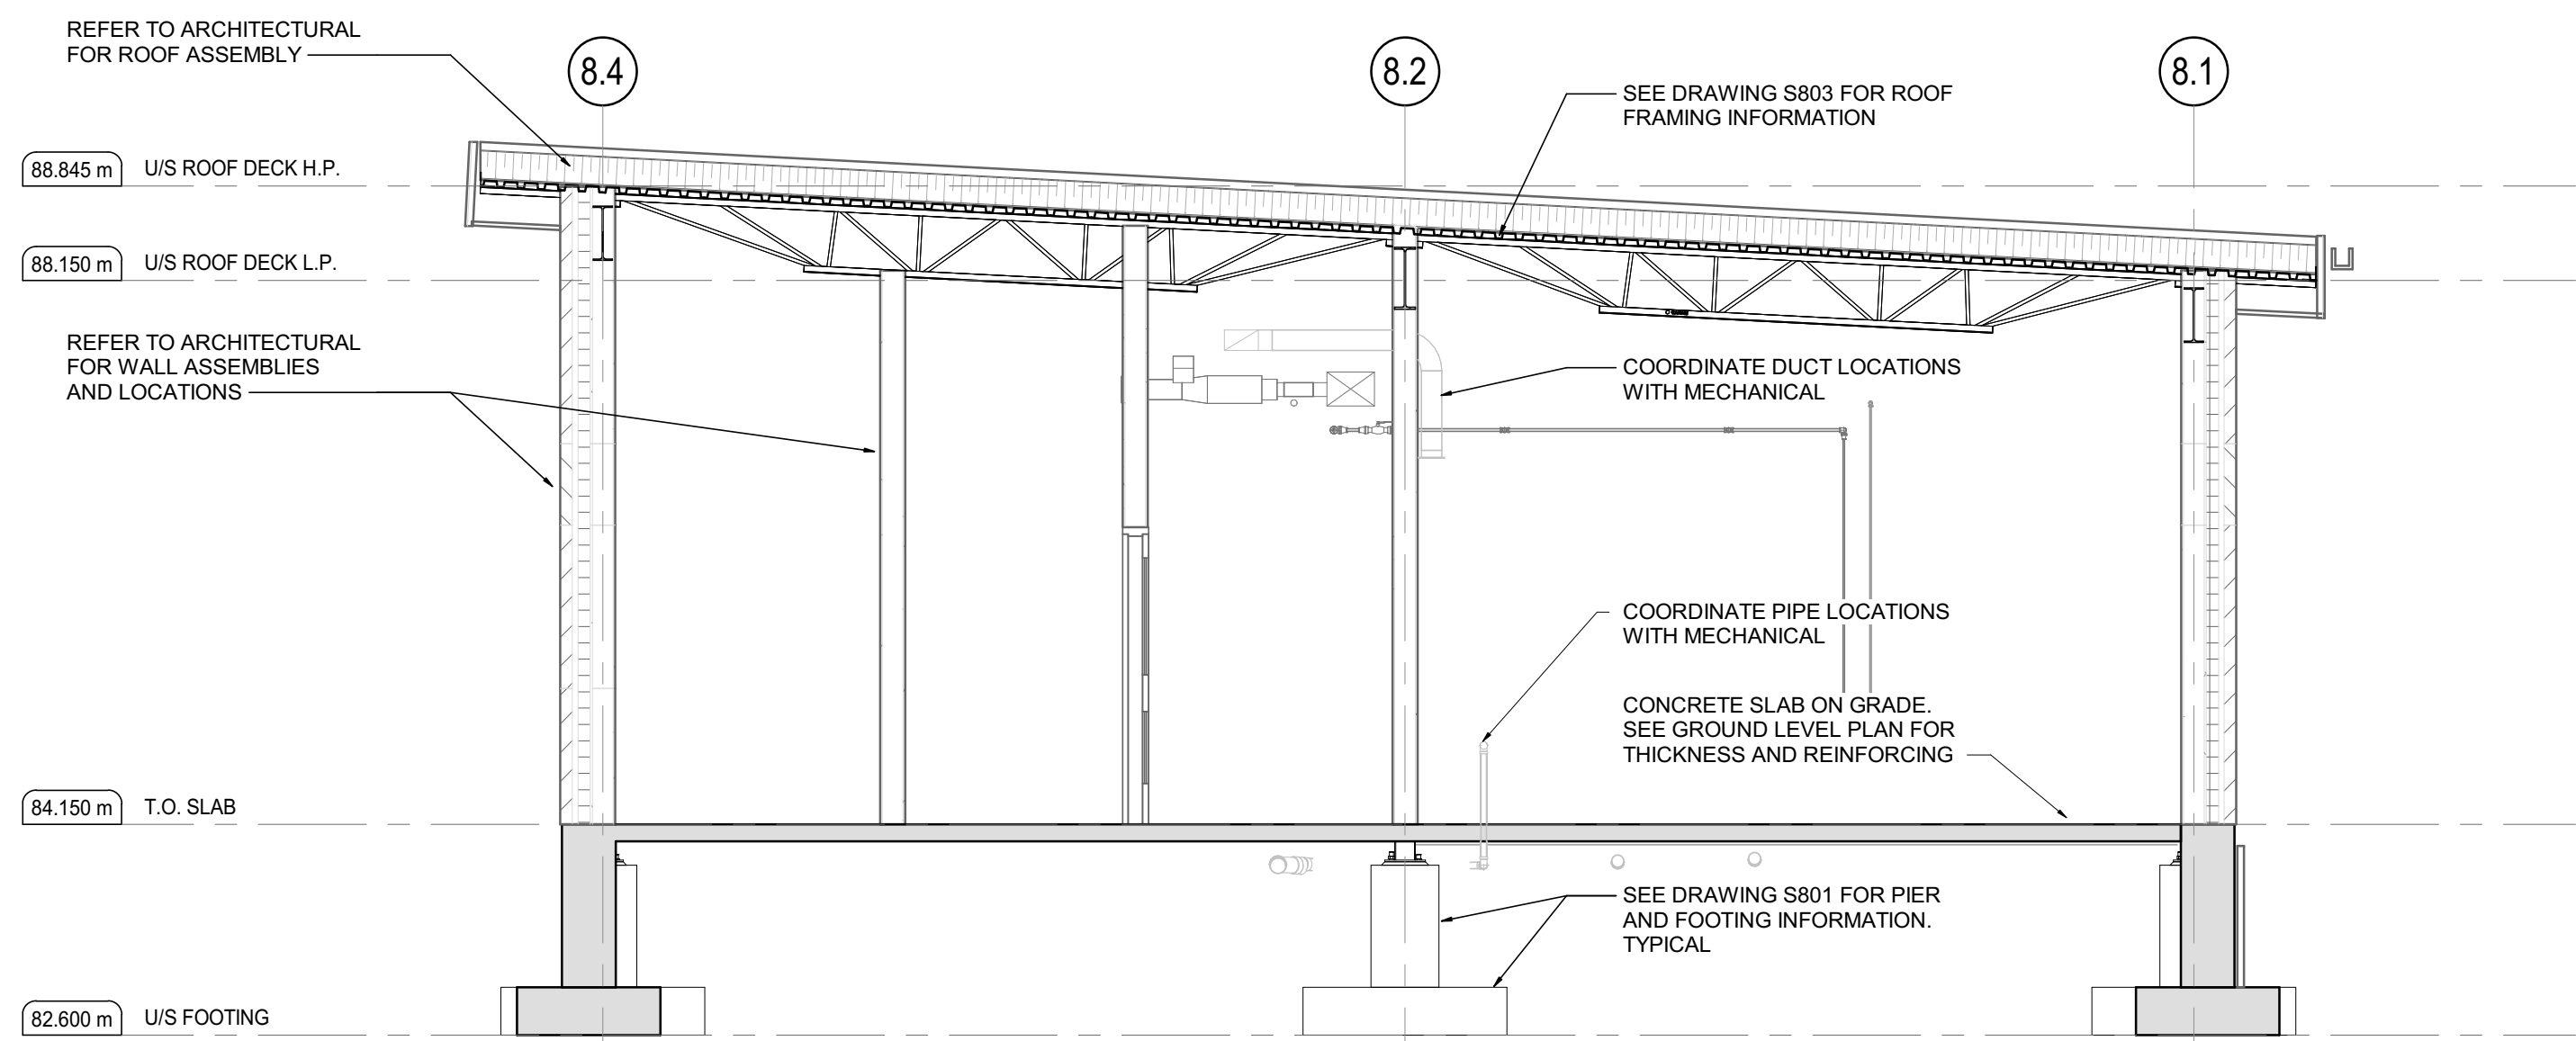 REFER TO ARCHITECTURAL
FOR ROOF ASSEMBLY
8.4
8.2
8.1
SEE DRAWING S803 FOR ROOF
FRAMING INFORMATION
88.845 m U/S ROOF DECK H.P.
88.150 m U/S ROOF DECK L.P.
REFER TO ARCHITECTURAL
FOR WALL ASSEMBLIES
AND LOCATIONS
COORDINATE DUCT LOCATIONS
WITH MECHANICAL
COORDINATE PIPE LOCATIONS
WITH MECHANICAL
CONCRETE SLAB ON GRADE.
SEE GROUND LEVEL PLAN FOR
THICKNESS AND REINFORCING
84.150 m T.O. SLAB
SEE DRAWING S801 FOR PIER
AND FOOTING INFORMATION.
TYPICAL
82.600 m U/S FOOTING